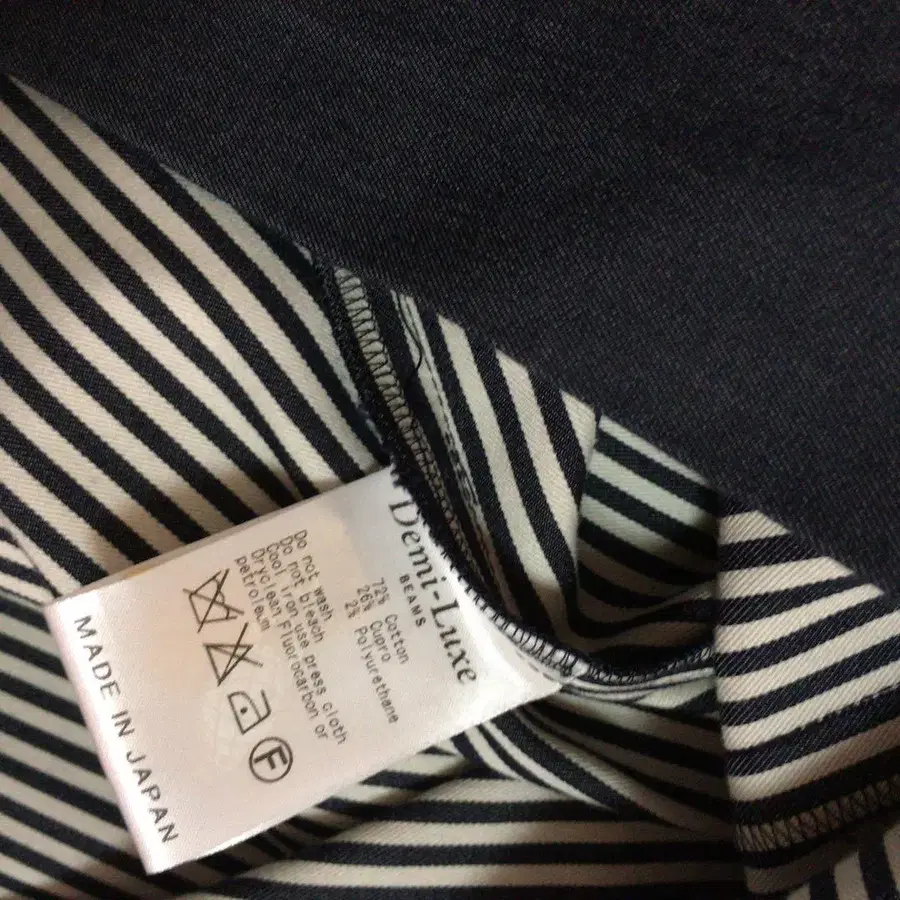 Demi-Luxe
BEAMS
72% Cotton
26% Cupro
2% Polyurethane
Do not wash
Do not bleach
Cool iron use press cloth
Dryclean Fluorocarbon or
petroleum
F
MADE IN JAPAN